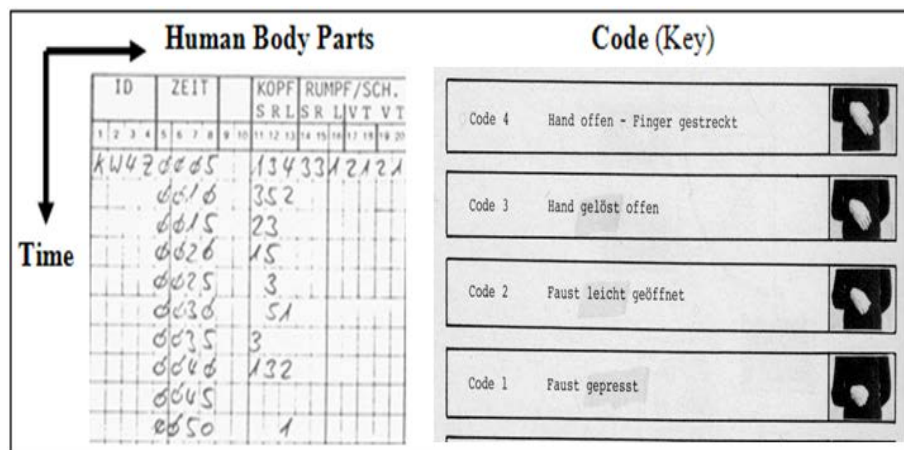 Human Body Parts
Code (Key)
Time
ID ZEIT KOPF RUMPF/SCH.
S R L S R L V T V T
1 2 3 4 5 6 7 8 9 10 11 12 13 14 15 16 17 18 19 20
KW4Z 0005 1343312121
0010 352
0015 23
0020 15
0025 3
0030 51
0035 3
0040 132
0045
0050 1
Code 4 Hand offen - Finger gestreckt
Code 3 Hand gelöst offen
Code 2 Faust leicht geöffnet
Code 1 Faust gepresst